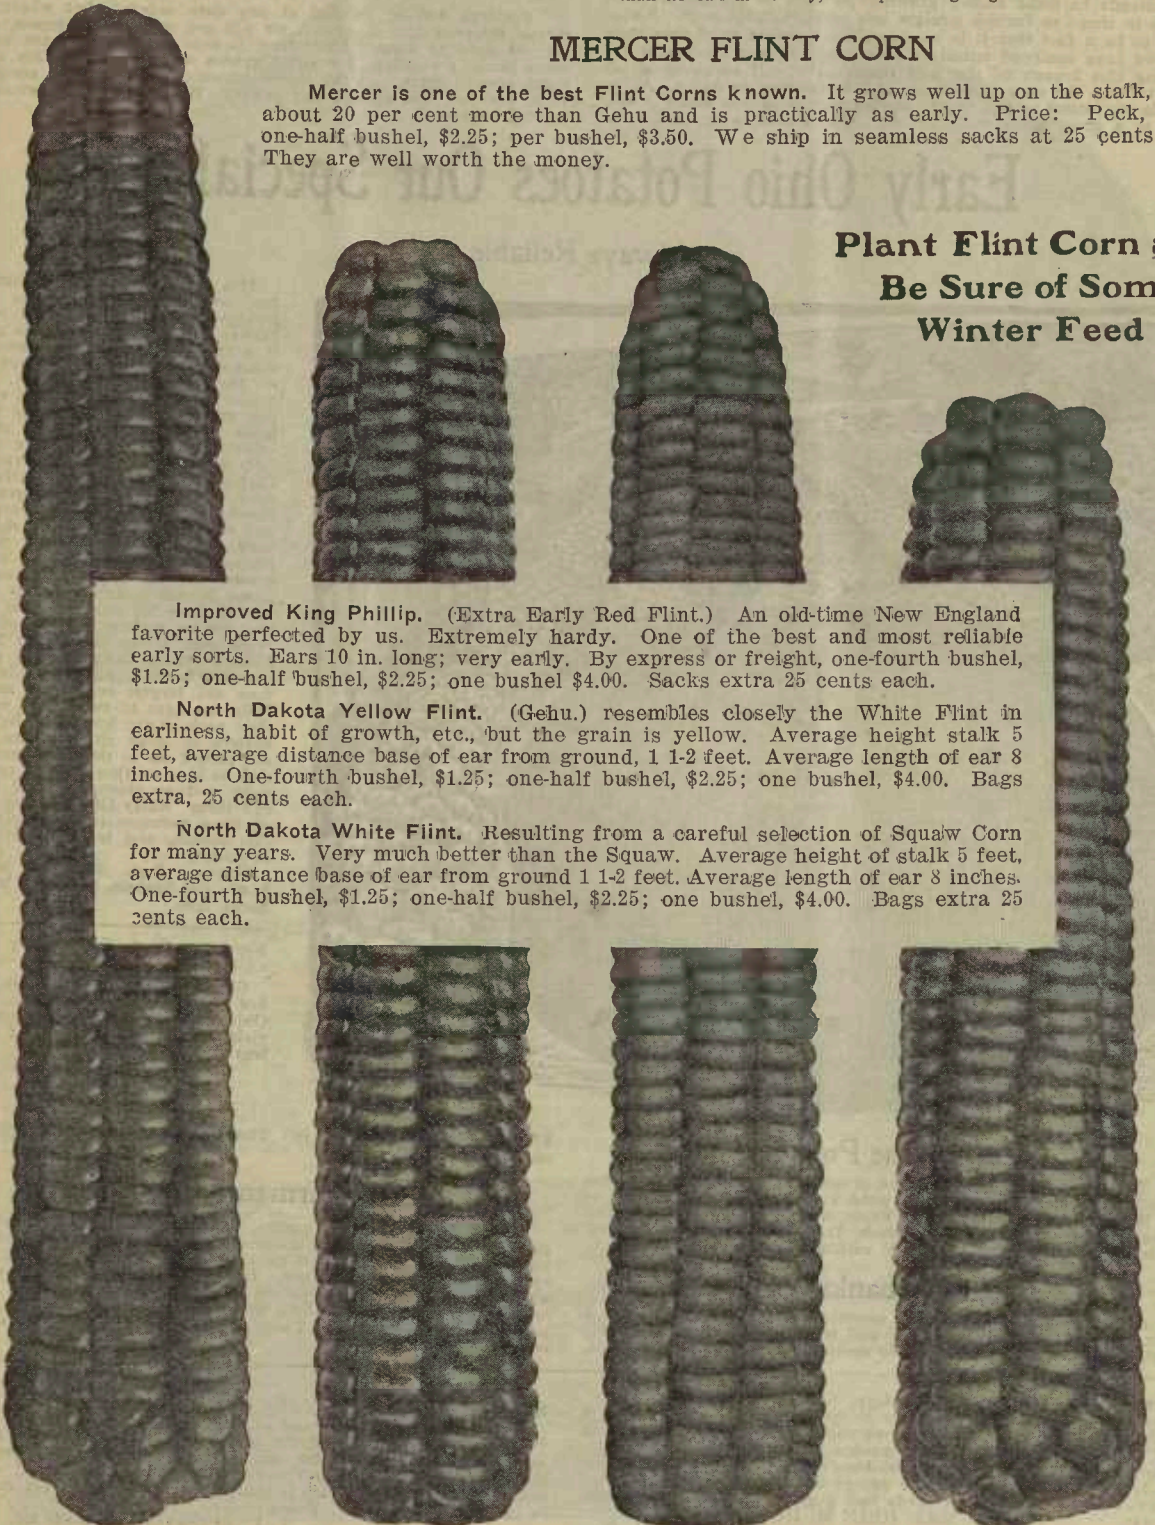 MERCER FLINT CORN
Mercer is one of the best Flint Corns known. It grows well up on the stalk,
about 20 per cent more than Gehu and is practically as early. Price: Peck,
one-half bushel, $2.25; per bushel, $3.50. We ship in seamless sacks at 25 cents
They are well worth the money.
Plant Flint Corn
Be Sure of Som
Winter Feed
Improved King Phillip. (Extra Early Red Flint.) An old-time New England
favorite perfected by us. Extremely hardy. One of the best and most reliable
early sorts. Ears 10 in. long; very early. By express or freight, one-fourth bushel,
$1.25; one-half bushel, $2.25; one bushel $4.00. Sacks extra 25 cents each.
North Dakota Yellow Flint. (Gehu.) resembles closely the White Flint in
earliness, habit of growth, etc., but the grain is yellow. Average height stalk 5
feet, average distance base of ear from ground, 1 1-2 feet. Average length of ear 8
inches. One-fourth bushel, $1.25; one-half bushel, $2.25; one bushel, $4.00. Bags
extra, 25 cents each.
North Dakota White Flint. Resulting from a careful selection of Squaw Corn
for many years. Very much better than the Squaw. Average height of stalk 5 feet,
average distance base of ear from ground 1 1-2 feet. Average length of ear 8 inches.
One-fourth bushel, $1.25; one-half bushel, $2.25; one bushel, $4.00. Bags extra 25
cents each.